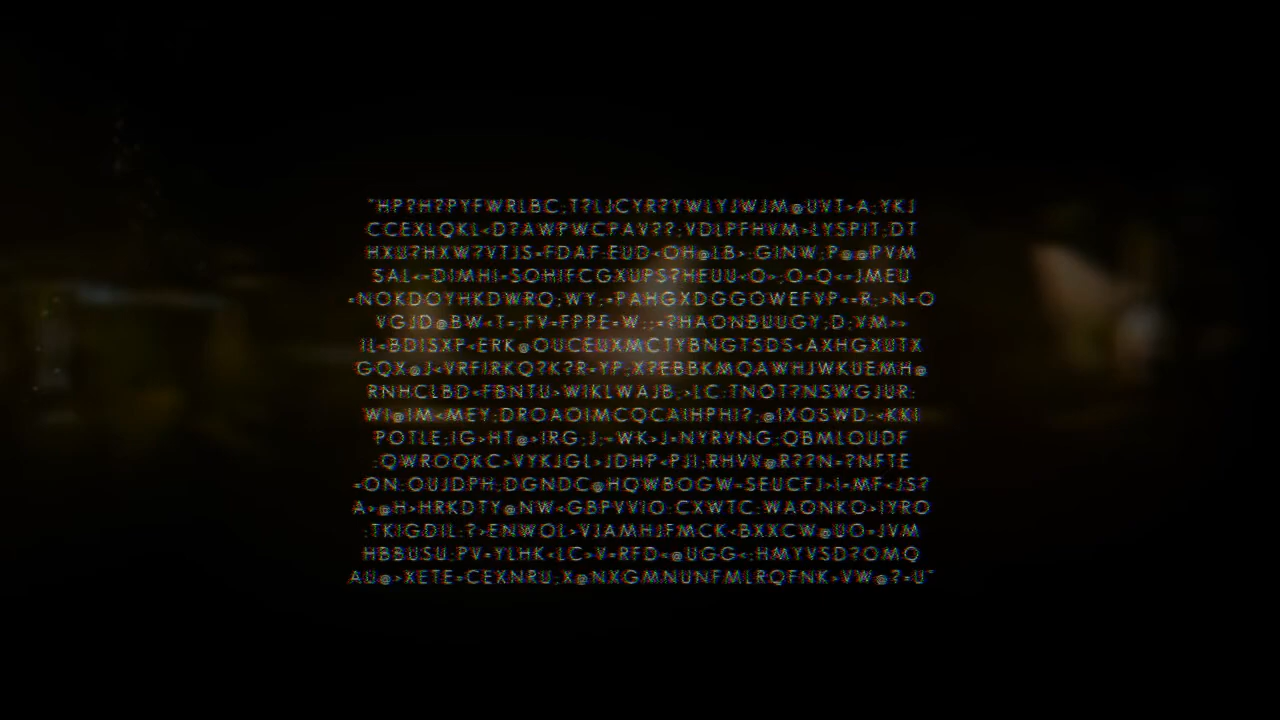 "HP?H?PYFWRLBC;T?LJCYR?YWLYJWJM@UVT>A;YKJ
CCEXLQKL<D?AWPWCPAV??;VDLPFHVM=LYSPIT;DT
HXU?HXW?VTJS=FDAF:EUD<OH@LB>:GINW:P@@PVM
SAL<=DIMHI=SOHIFCGXUPS?HEUU<O>;O=Q<=JMEU
=NOKDOYHKDWRQ;WY;=PAHGXDGGOWEFVP<=R;>N=O
VGJD@BW<T=;FV=FPPE=W:;=?HAONBUUGY;D;VM>>
IL<BDISXP<ERK@OUCEUXMCTYBNGTSDS<AXHGXUTX
GQX@J<VRFIRKQ?K?R=YP;X?EBBKMQAWHJWKUEMH@
RNHCLBD<FBNTU>WIKLWAJB;>LC:TNOT?NSWGJUR:
WI@IM<MEY;DROAOIMCQCAIHPHI?;@IXOSWD:<KKI
POTLE;IG>HT@>IRG;J;=WK>J=NYRVNG;QBMLOUDF
:QWROQKC>VYKJGL>JDHP<PJI;RHVV@R??N=?NFTE
=ON:OUJDPH;DGNDC@HQWBOGW=SEUCFJ>I=MF<JS?
A>@H>HRKDTY@NW<GBPVVIO:CXWTC:WAONKO>IYRO
:TKIGDIL:?>ENWOL>VJAMHJFMCK<BXXCW@UO=JVM
HBBUSU;PV=YLHK<LC>V=RFD<@UGG<:HMYVSD?OMQ
AU@>XETE=CEXNRU;X@NXGMNUNFMLRQFNK>VW@?=U"